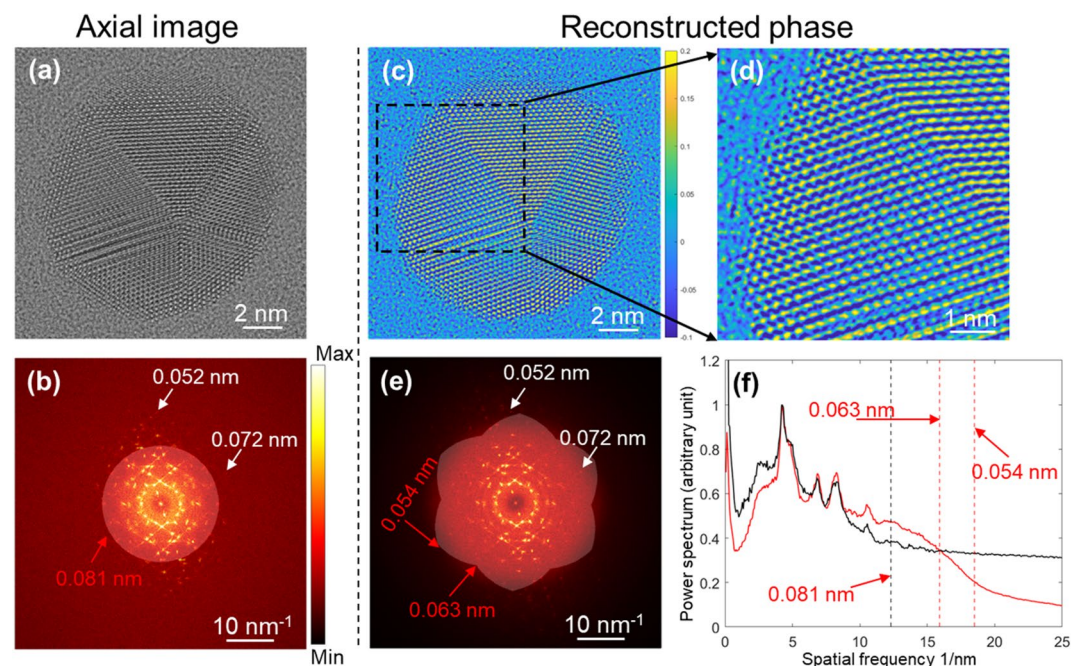 Axial image
Reconstructed phase
(a)
2 nm
(c)
2 nm
0.2
0.15
0.1
0.05
0
-0.05
-0.1
(d)
1 nm
(b)
0.052 nm
0.072 nm
0.081 nm
10 nm-1
Max
Min
(e)
0.052 nm
0.072 nm
0.054 nm
0.063 nm
10 nm-1
(f)
Power spectrum (arbitrary unit)
1.2
1.0
0.8
0.6
0.4
0.2
0
0.063 nm
0.054 nm
0.081 nm
0 5 10 15 20 25
Spatial frequency 1/nm